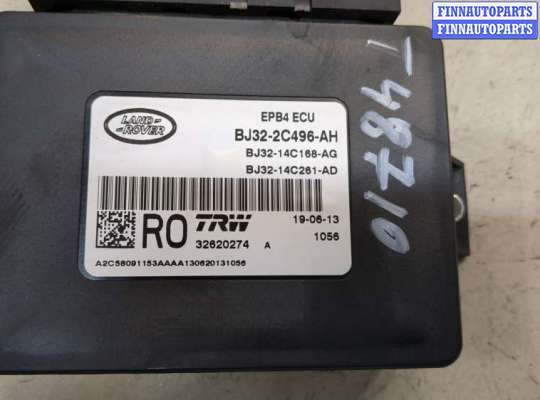 FINNAUTOPARTS
FINNAUTOPARTS
T48710
LAND
ROVER
EPB4 ECU
BJ32-2C496-AH
BJ32-14C168-AG
BJ32-14C261-AD
RO
TRW
32620274 A
19-06-13
1056
A2C58091153AAAA130620131056